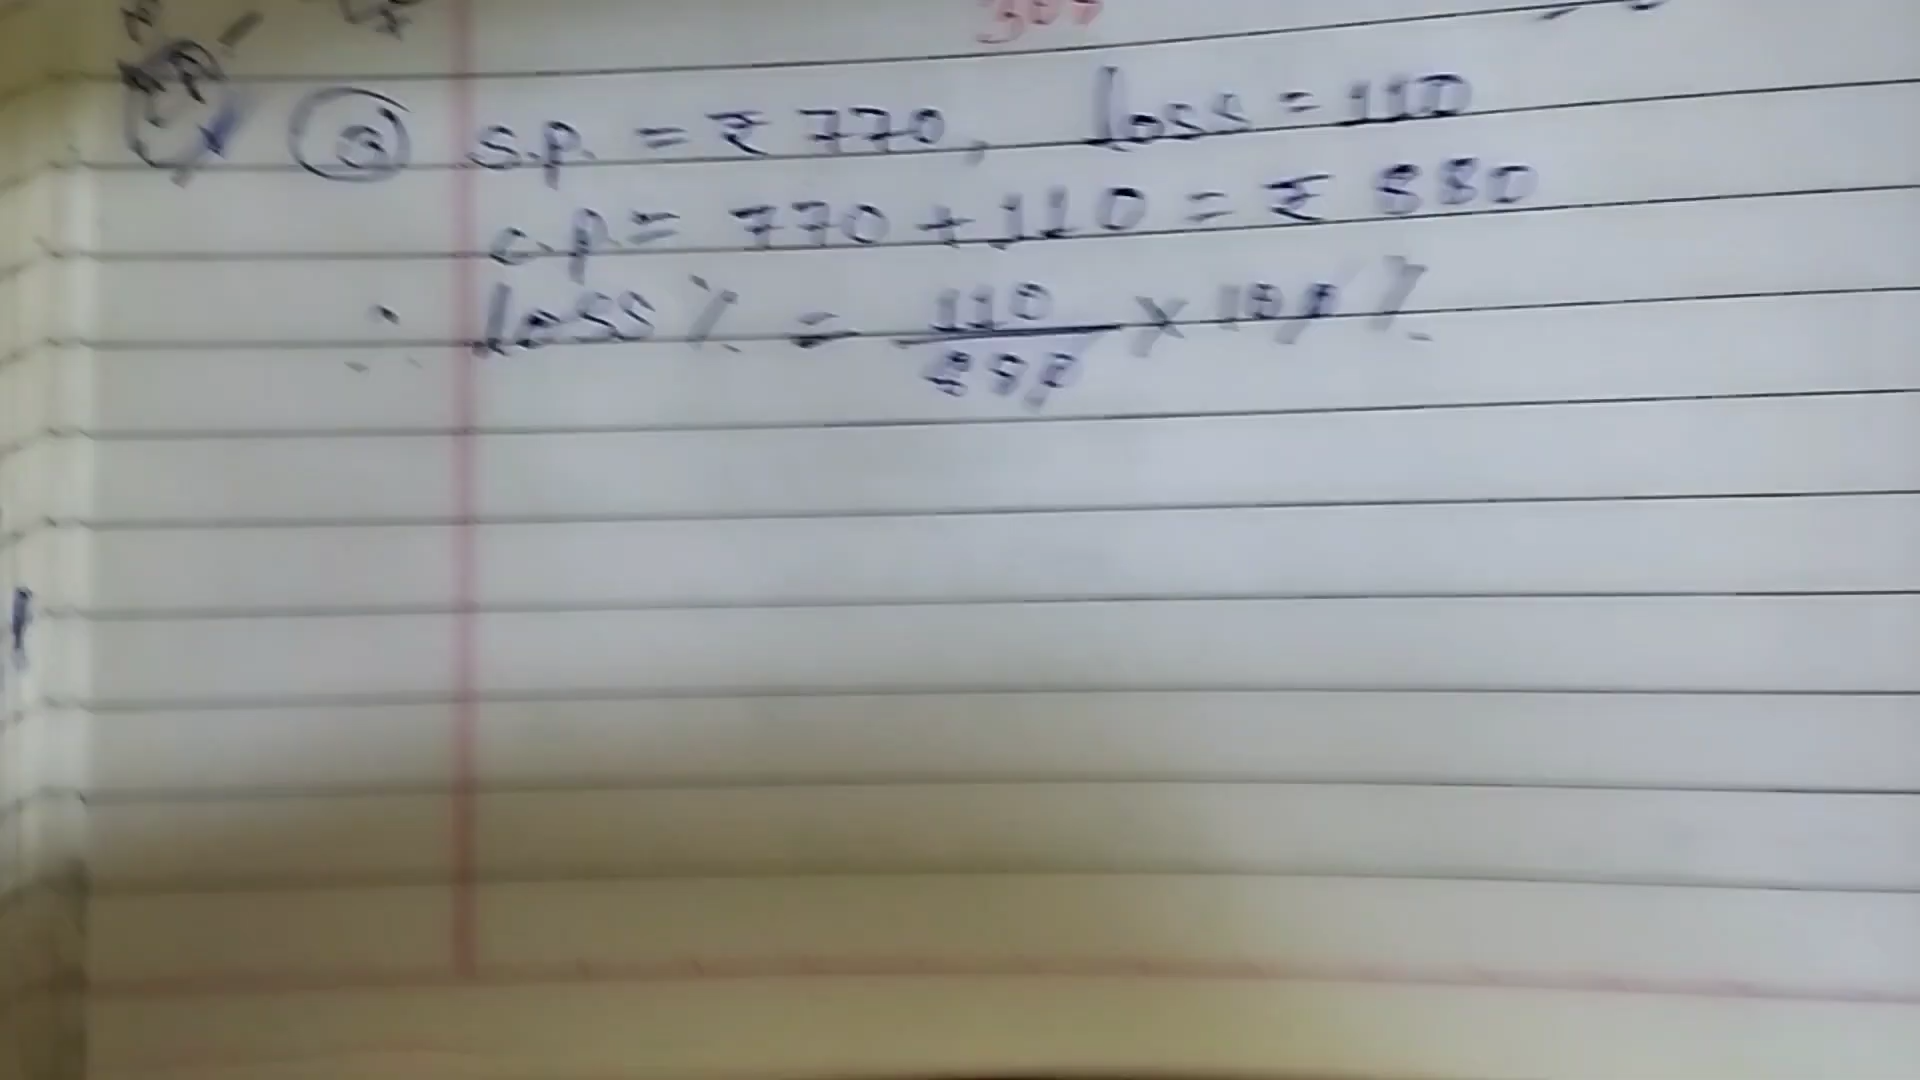 ③ S.P. = ₹ 770, loss = 110
C.P. = 770 + 110 = ₹ 880
∴ loss % = 110/880 × 100 %